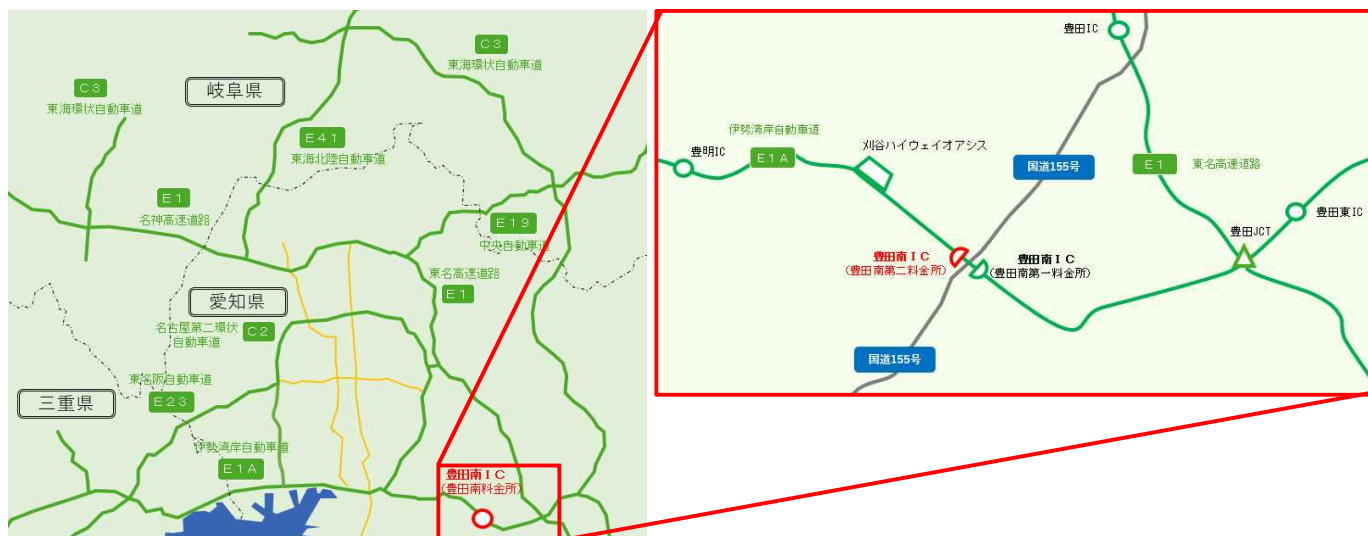 C3
東海環状自動車道
C3
東海環状自動車道
岐阜県
E41
東海北陸自動車道
E1
名神高速道路
E19
中央自動車道
東名高速道路
E1
愛知県
名古屋第二環状
自動車道
C2
東名阪自動車道
E23
三重県
伊勢湾岸自動車道
E1A
豊田南IC
(豊田南料金所)
豊田IC
伊勢湾岸自動車道
E1A
豊明IC
刈谷ハイウェイオアシス
国道155号
E1
東名高速道路
豊田東IC
豊田JCT
豊田南IC
(豊田南第二料金所)
豊田南IC
(豊田南第一料金所)
国道155号